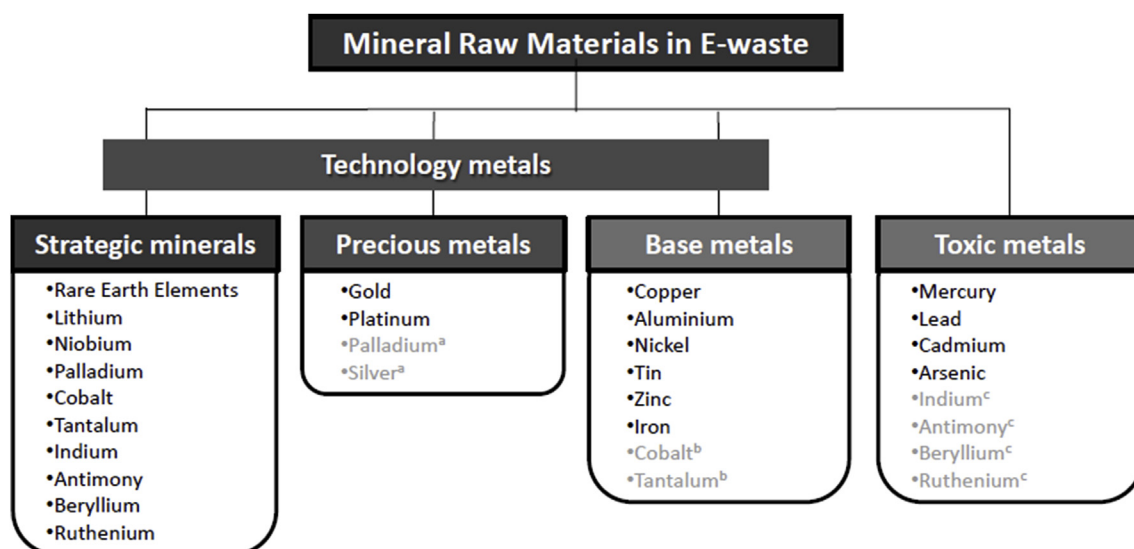 Mineral Raw Materials in E-waste
Technology metals
Strategic minerals
•Rare Earth Elements
•Lithium
•Niobium
•Palladium
•Cobalt
•Tantalum
•Indium
•Antimony
•Beryllium
•Ruthenium
Precious metals
•Gold
•Platinum
•Palladiumᵃ
•Silverᵃ
Base metals
•Copper
•Aluminium
•Nickel
•Tin
•Zinc
•Iron
•Cobaltᵇ
•Tantalumᵇ
Toxic metals
•Mercury
•Lead
•Cadmium
•Arsenic
•Indiumᶜ
•Antimonyᶜ
•Berylliumᶜ
•Rutheniumᶜ